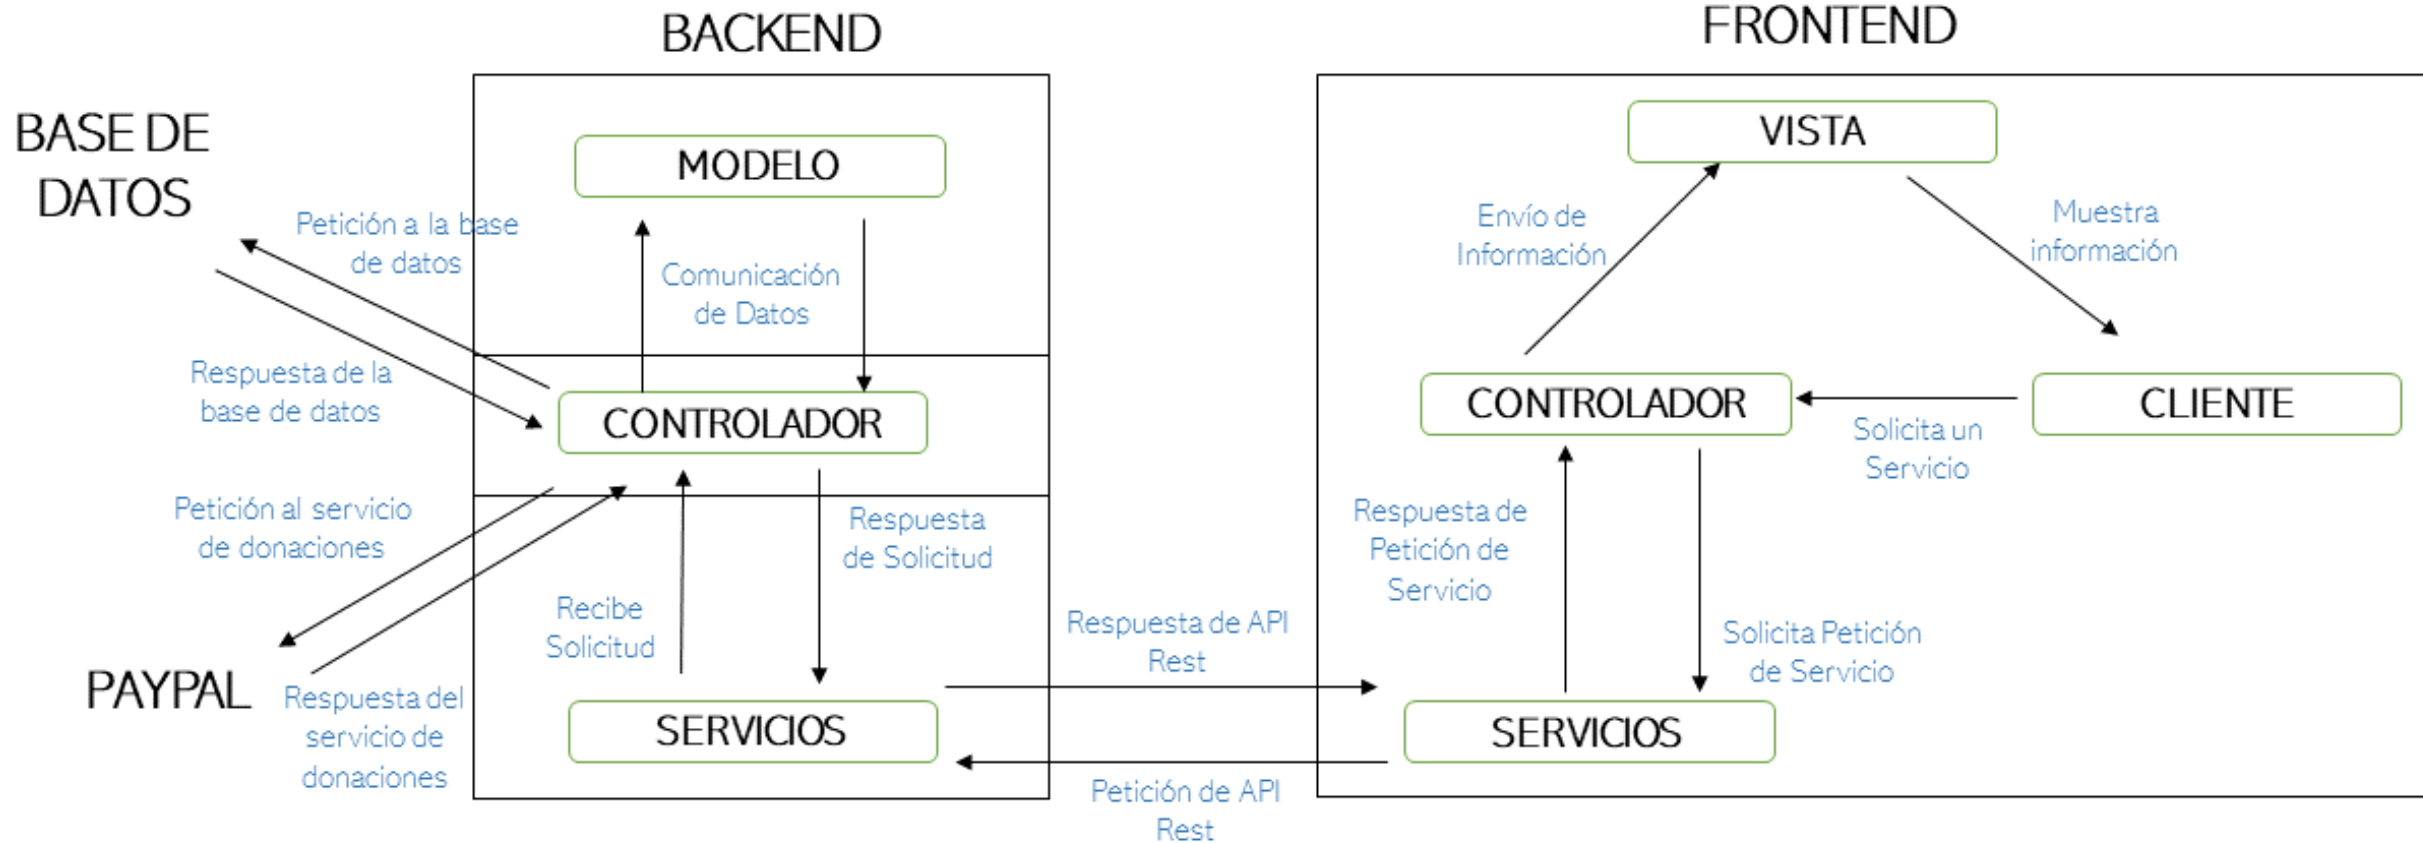 BACKEND
FRONTEND
BASE DE
DATOS
MODELO
VISTA
Petición a la base
de datos
Comunicación
de Datos
Envío de
Información
Muestra
información
Respuesta de la
base de datos
CONTROLADOR
CONTROLADOR
CLIENTE
Solicita un
Servicio
Petición al servicio
de donaciones
Respuesta
de Solicitud
Respuesta de
Petición de
Servicio
Recibe
Solicitud
Respuesta de API
Rest
Solicita Petición
de Servicio
PAYPAL
Respuesta del
servicio de
donaciones
SERVICIOS
SERVICIOS
Petición de API
Rest